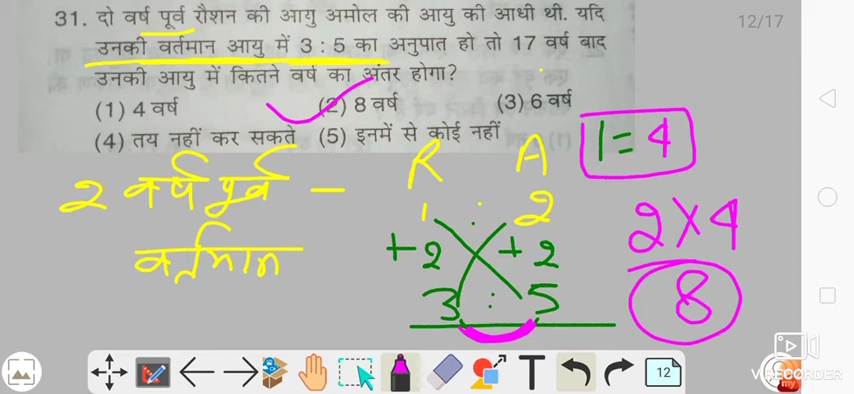 31. दो वर्ष पूर्व रौशन की आयु अमोल की आयु की आधी थी. यदि
12/17
उनकी वर्तमान आयु में 3 : 5 का अनुपात हो तो 17 वर्ष बाद
उनकी आयु में कितने वर्ष का अंतर होगा?
(1) 4 वर्ष (2) 8 वर्ष (3) 6 वर्ष
(4) तय नहीं कर सकते (5) इनमें से कोई नहीं
1 = 4
R A
2 वर्ष पूर्व — 1 : 2
2 × 4
वर्तमान
+2 +2
3 : 5
8
T
12
VIDEORECORDER